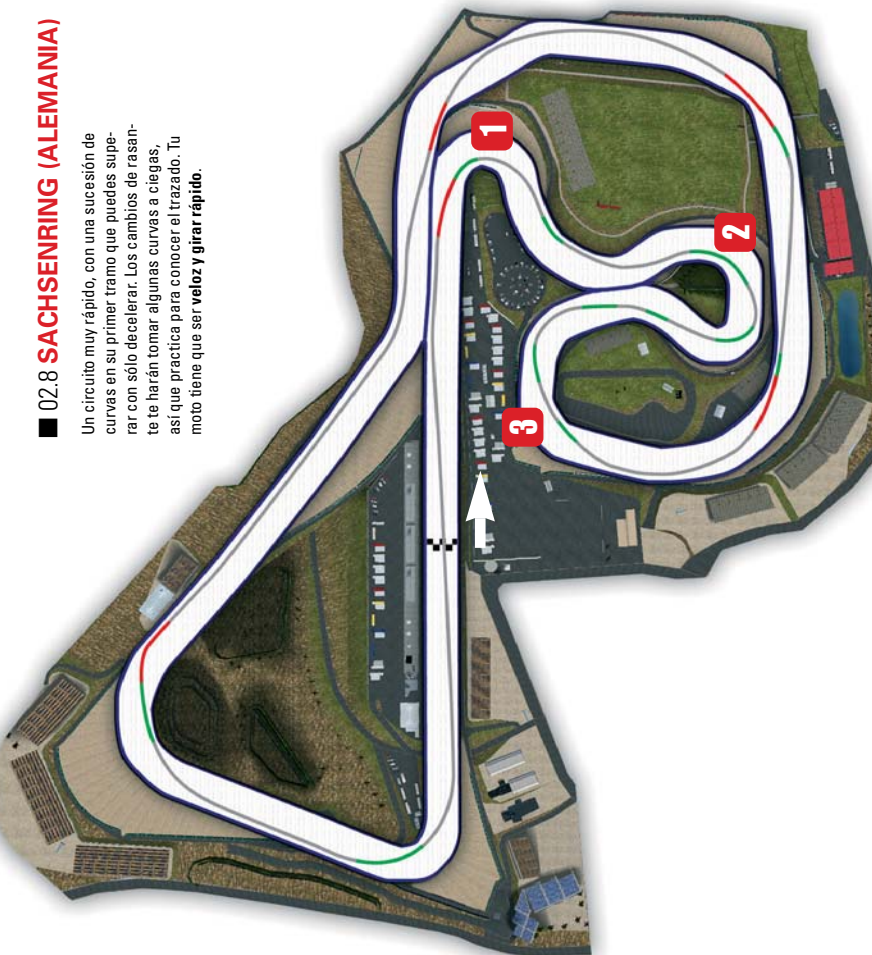 ■ 02.8 SACHSENRING (ALEMANIA)
Un circuito muy rápido, con una sucesión de
curvas en su primer tramo que puedes supe-
rar con sólo decelerar. Los cambios de rasan-
te te harán tomar algunas curvas a ciegas,
así que practica para conocer el trazado. Tu
moto tiene que ser veloz y girar rápido.
1
2
3